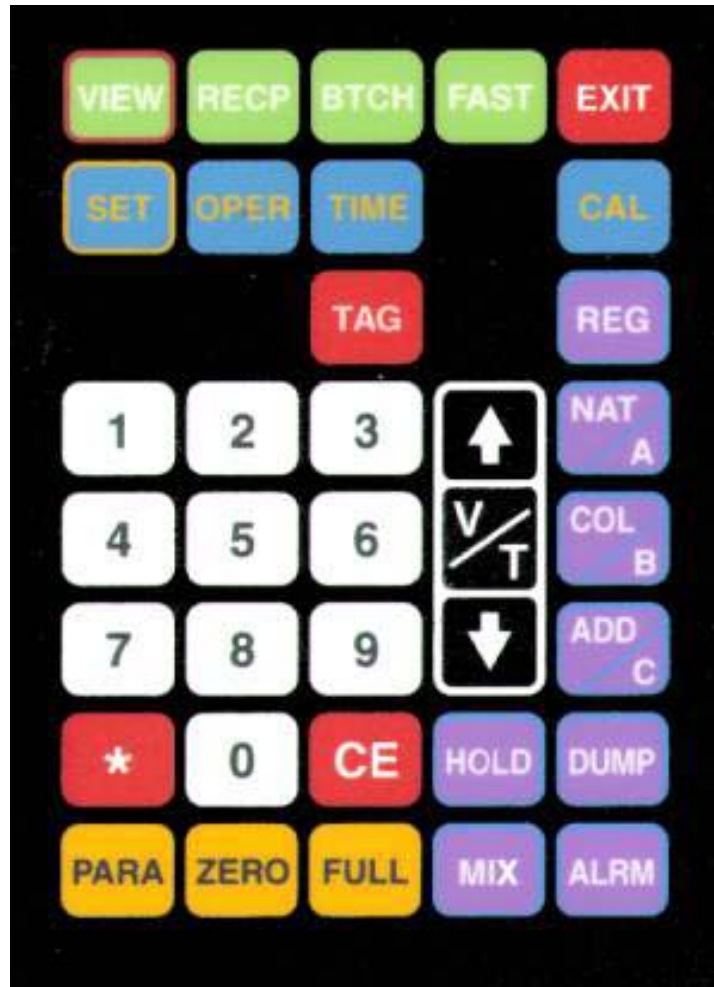 VIEW RECP BTCH FAST EXIT
SET OPER TIME CAL
TAG REG
1 2 3 NAT A
4 5 6 V/T COL B
7 8 9 ADD C
* 0 CE HOLD DUMP
PARA ZERO FULL MIX ALRM